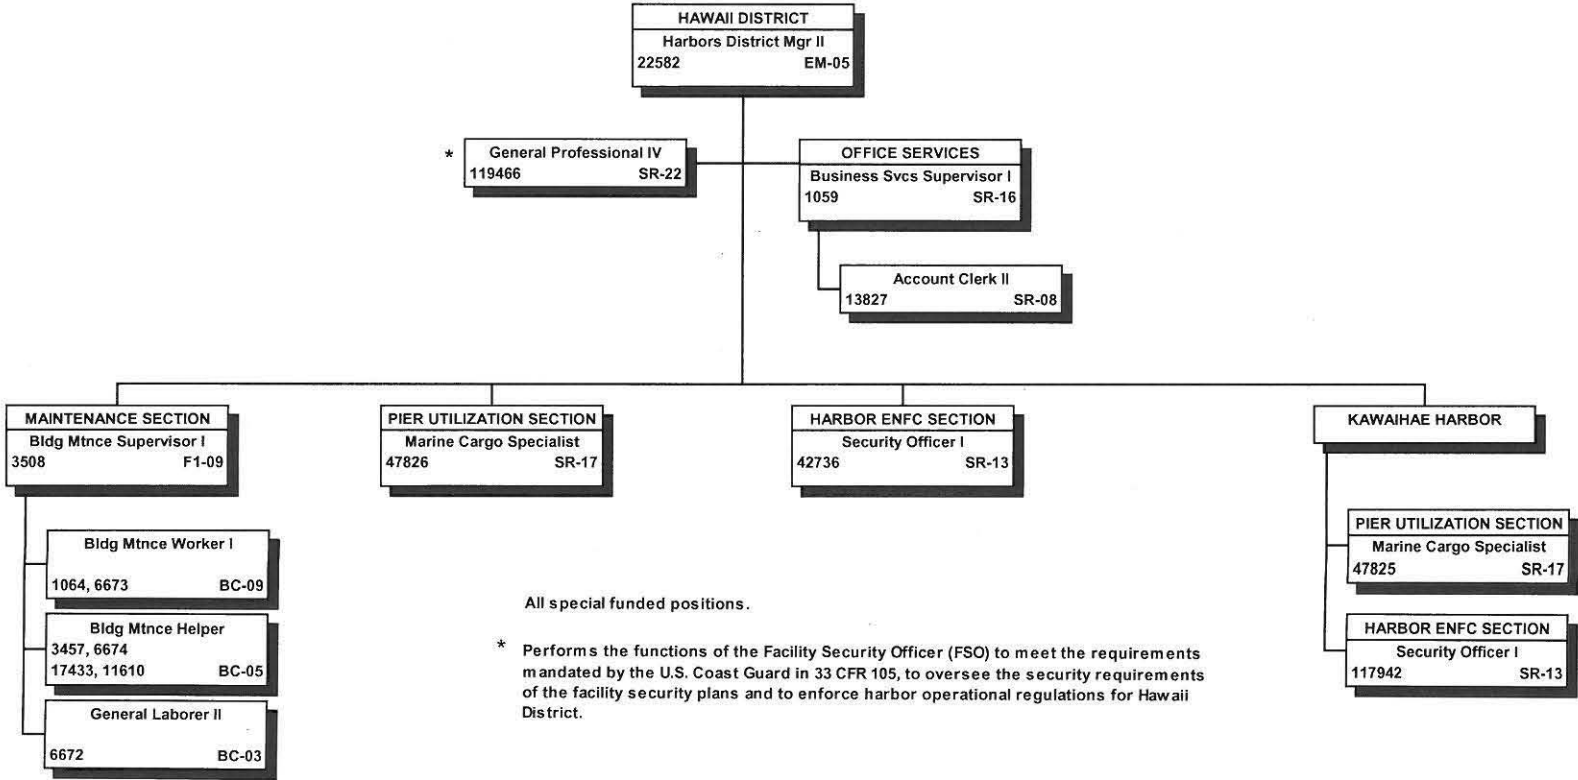 HAWAII DISTRICT
Harbors District Mgr II
22582 EM-05
* General Professional IV
119466 SR-22
OFFICE SERVICES
Business Svcs Supervisor I
1059 SR-16
Account Clerk II
13827 SR-08
MAINTENANCE SECTION
Bldg Mtnce Supervisor I
3508 F1-09
Bldg Mtnce Worker I
1064, 6673 BC-09
Bldg Mtnce Helper
3457, 6674
17433, 11610 BC-05
General Laborer II
6672 BC-03
PIER UTILIZATION SECTION
Marine Cargo Specialist
47826 SR-17
HARBOR ENFC SECTION
Security Officer I
42736 SR-13
KAWAIHAE HARBOR
PIER UTILIZATION SECTION
Marine Cargo Specialist
47825 SR-17
HARBOR ENFC SECTION
Security Officer I
117942 SR-13
All special funded positions.
* Performs the functions of the Facility Security Officer (FSO) to meet the requirements
mandated by the U.S. Coast Guard in 33 CFR 105, to oversee the security requirements
of the facility security plans and to enforce harbor operational regulations for Hawaii
District.